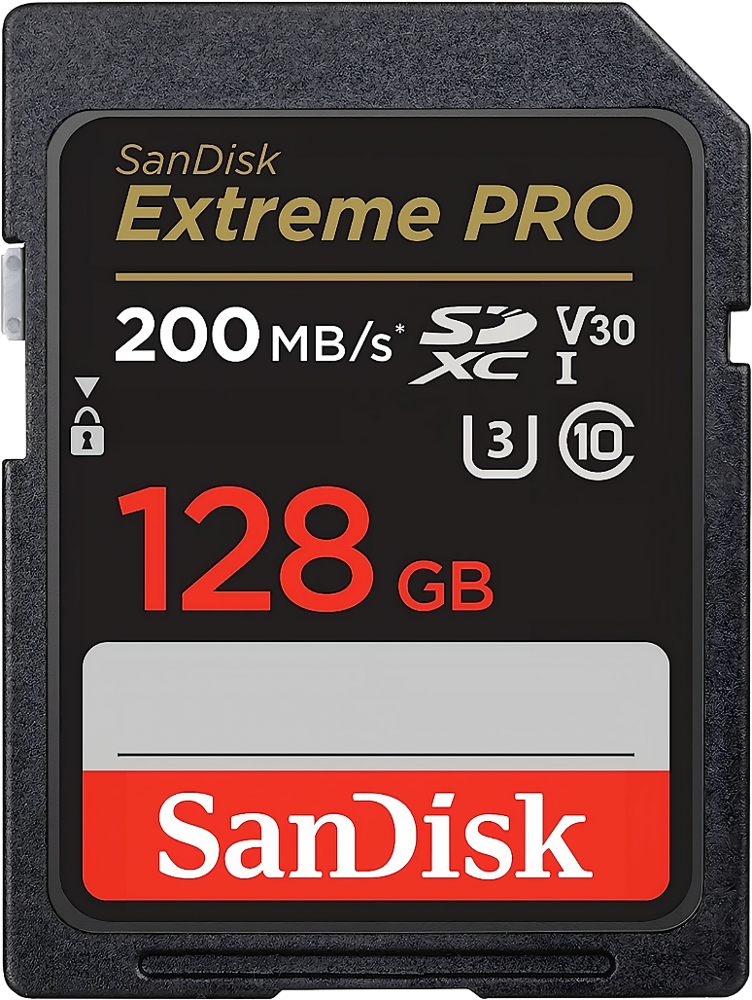 SanDisk
Extreme PRO
200 MB/s*
SD XC
V30
I
3
10
128 GB
SanDisk